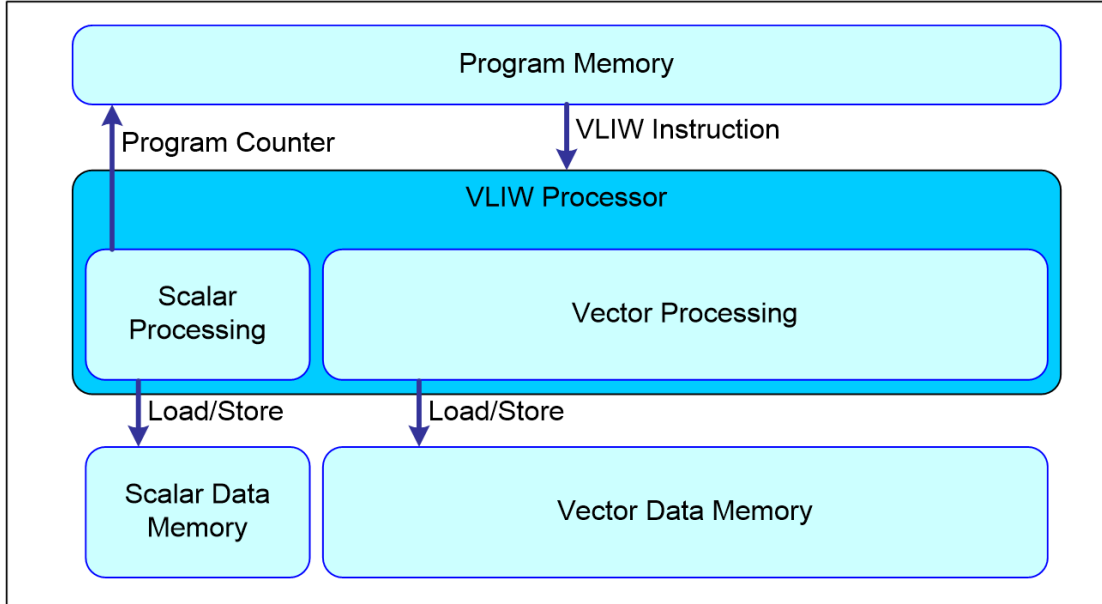 Program Memory
Program Counter
VLIW Instruction
VLIW Processor
Scalar
Processing
Vector Processing
Load/Store
Load/Store
Scalar Data
Memory
Vector Data Memory